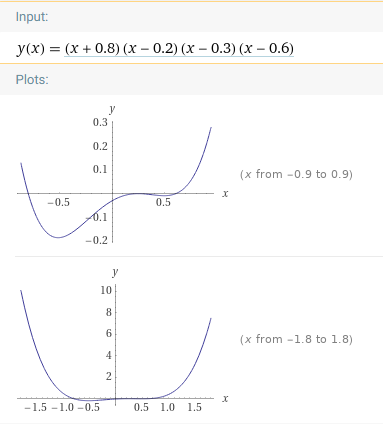 Input:
y(x) = (x + 0.8) (x − 0.2) (x − 0.3) (x − 0.6)
Plots:
y
0.3
0.2
0.1
−0.5 0.5 x
−0.1
−0.2
(x from −0.9 to 0.9)
y
10
8
6
4
2
−1.5 −1.0 −0.5 0.5 1.0 1.5 x
(x from −1.8 to 1.8)